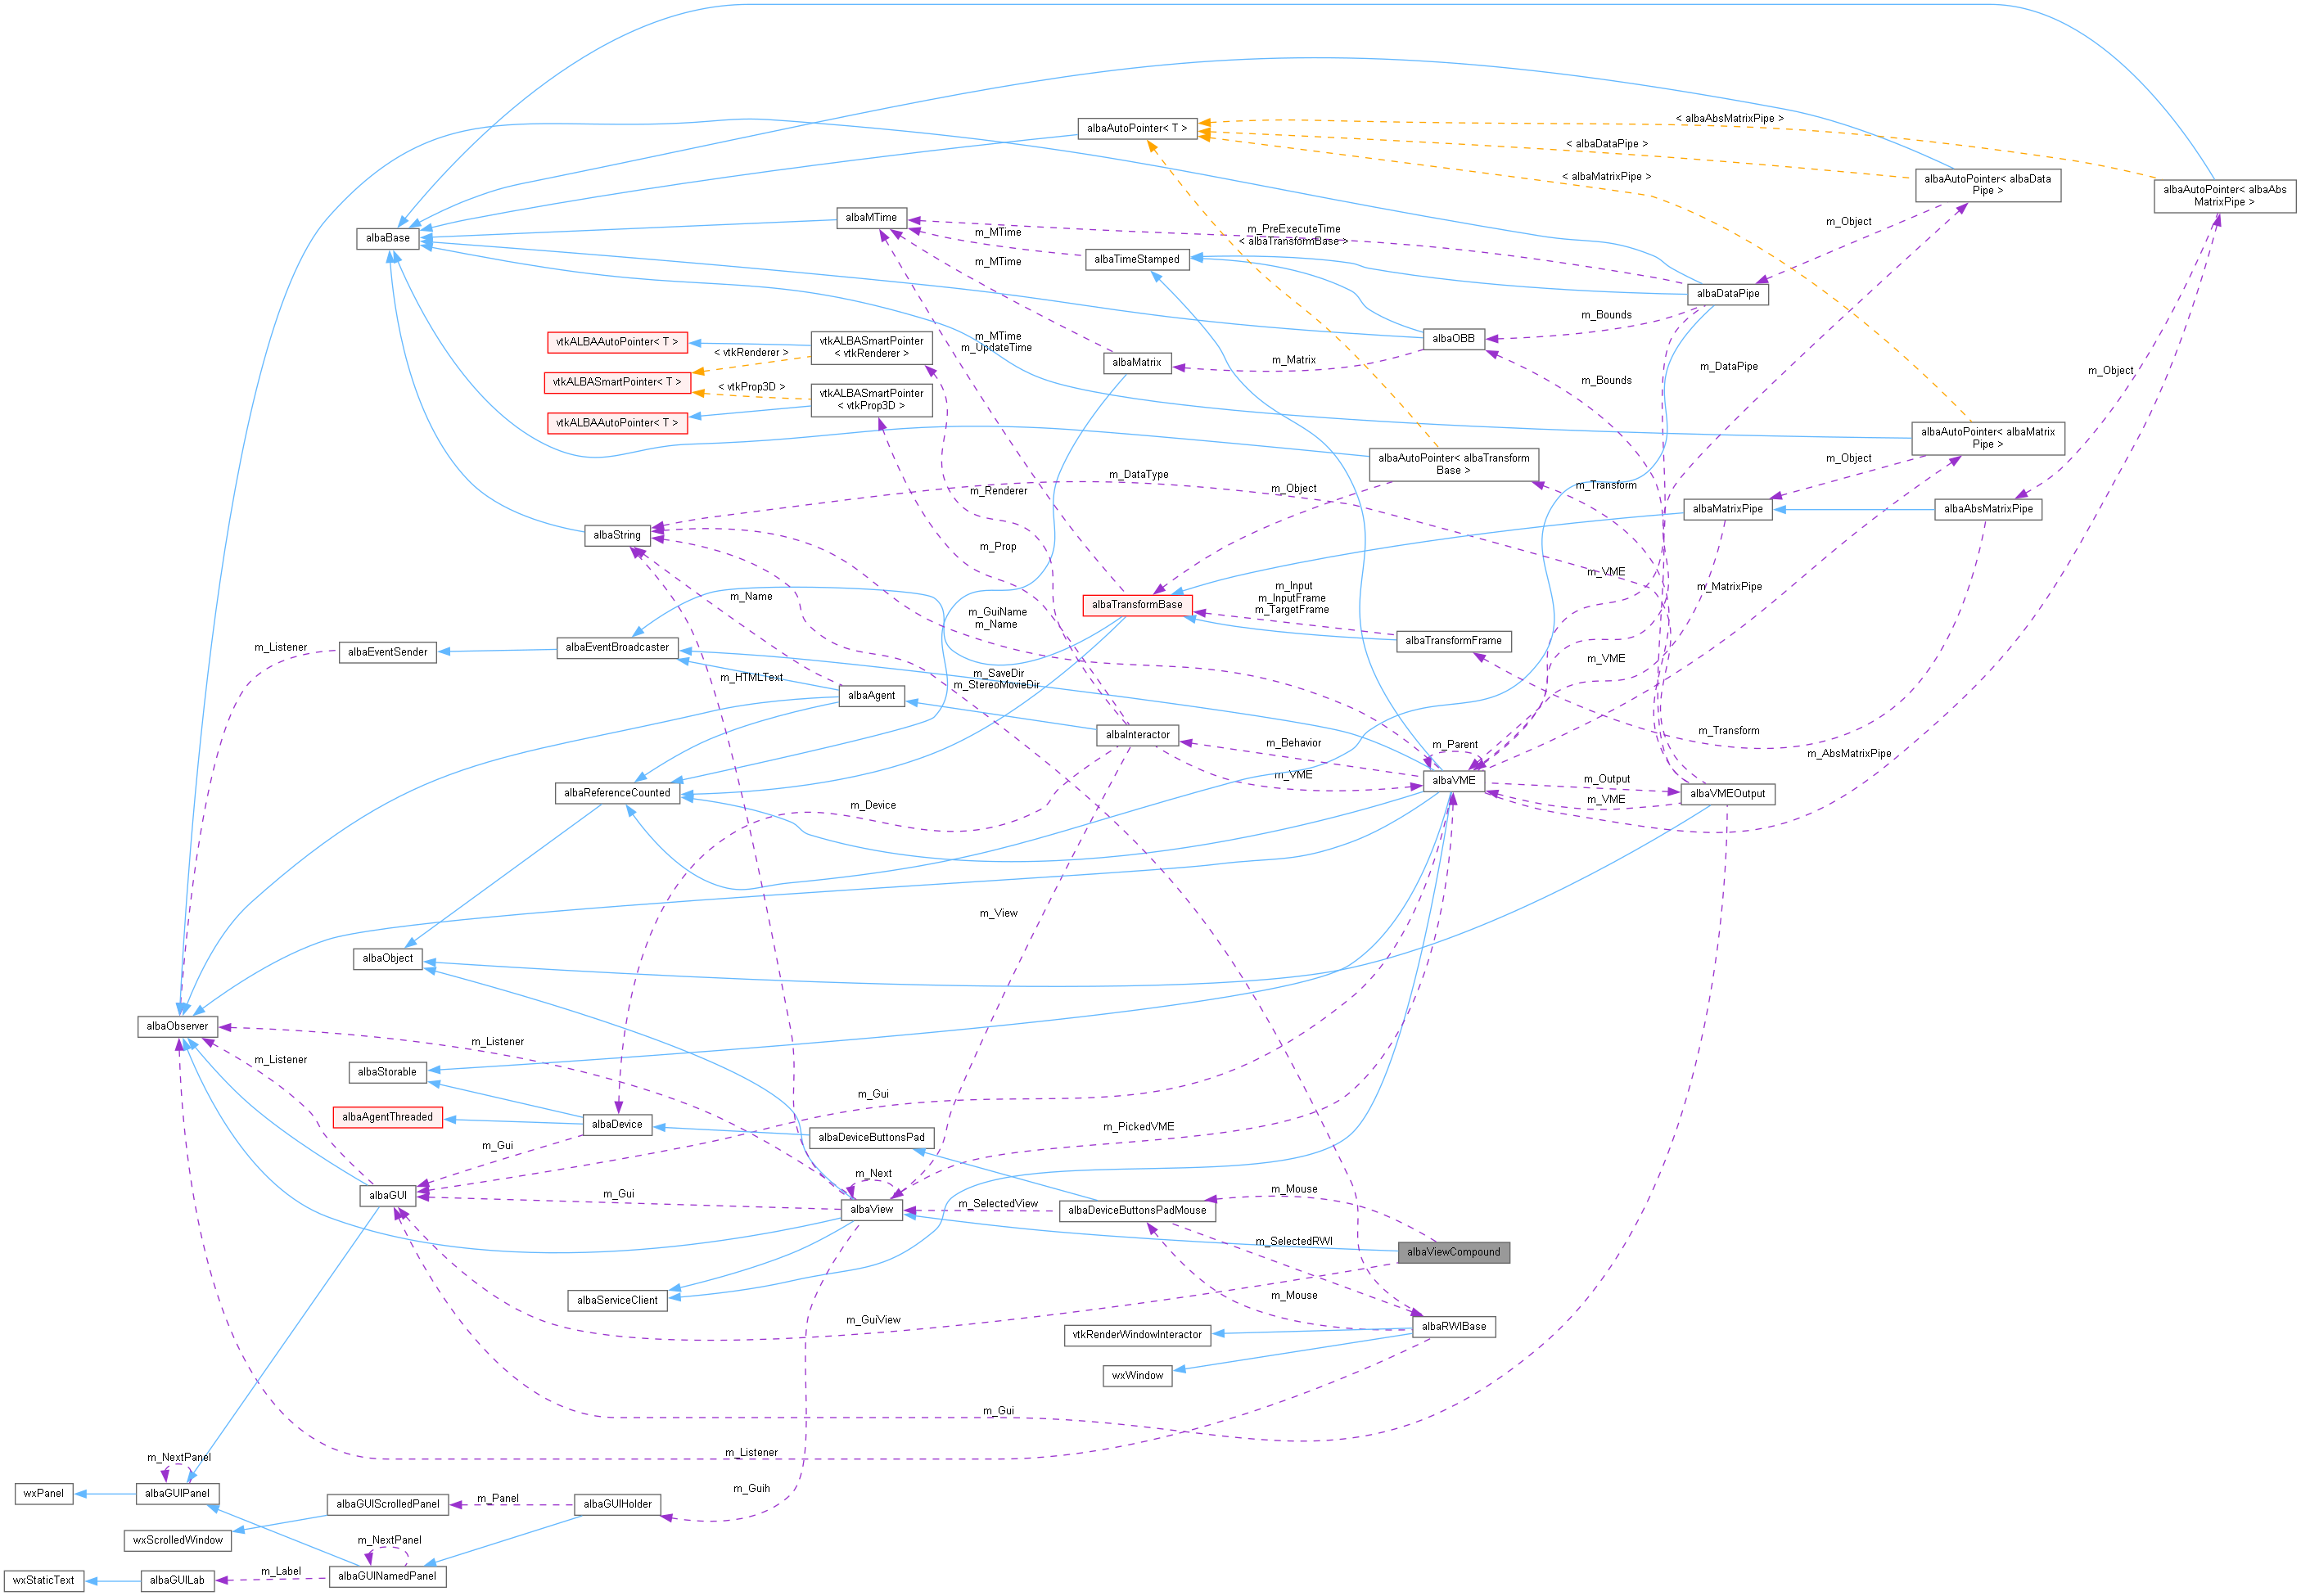 albaAutoPointer< T >
< albaAbsMatrixPipe >
< albaDataPipe >
< albaMatrixPipe >
albaAutoPointer< albaData
Pipe >
albaAutoPointer< albaAbs
MatrixPipe >
albaMTime
albaBase
m_MTime
m_PreExecuteTime
< albaTransformBase >
m_Object
albaTimeStamped
m_MTime
albaDataPipe
m_Bounds
vtkALBAAutoPointer< T >
vtkALBASmartPointer
< vtkRenderer >
< vtkRenderer >
m_MTime
m_UpdateTime
albaMatrix
m_Matrix
albaOBB
m_DataPipe
m_Object
vtkALBASmartPointer< T >
< vtkProp3D >
vtkALBASmartPointer
< vtkProp3D >
m_Bounds
vtkALBAAutoPointer< T >
albaAutoPointer< albaMatrix
Pipe >
albaAutoPointer< albaTransform
Base >
m_Object
m_DataType
m_Renderer
m_Object
m_Transform
albaMatrixPipe
albaAbsMatrixPipe
albaString
m_Prop
m_VME
m_MatrixPipe
m_Name
m_GuiName
m_Name
albaTransformBase
m_Input
m_InputFrame
m_TargetFrame
albaTransformFrame
m_Listener
albaEventSender
albaEventBroadcaster
m_VME
m_HTMLText
albaAgent
m_SaveDir
m_StereoMovieDir
albaInteractor
m_Behavior
m_Parent
m_Transform
m_AbsMatrixPipe
m_VME
albaVME
m_Output
m_VME
albaVMEOutput
albaReferenceCounted
m_Device
m_View
albaObject
albaObserver
m_Listener
m_Listener
albaStorable
m_Gui
albaAgentThreaded
albaDevice
albaDeviceButtonsPad
m_PickedVME
m_Gui
m_Next
albaGUI
m_Gui
albaView
m_SelectedView
albaDeviceButtonsPadMouse
m_Mouse
m_SelectedRWI
albaViewCompound
albaServiceClient
m_GuiView
m_Mouse
albaRWIBase
vtkRenderWindowInteractor
wxWindow
m_Gui
m_Listener
m_NextPanel
wxPanel
albaGUIPanel
m_Guih
albaGUIScrolledPanel
m_Panel
albaGUIHolder
wxScrolledWindow
m_NextPanel
wxStaticText
albaGUILab
m_Label
albaGUINamedPanel